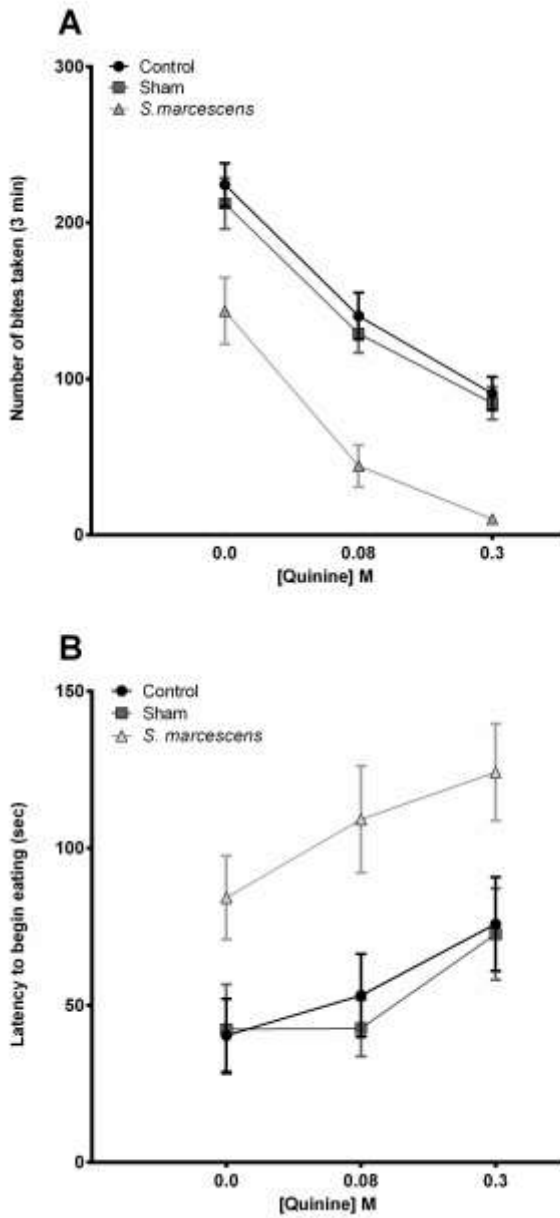 A
Control
Sham
S.marcescens
300
200
100
0
Number of bites taken (3 min)
0.0 0.08 0.3
[Quinine] M
B
Control
Sham
S. marcescens
150
100
50
0
Latency to begin eating (sec)
0.0 0.08 0.3
[Quinine] M